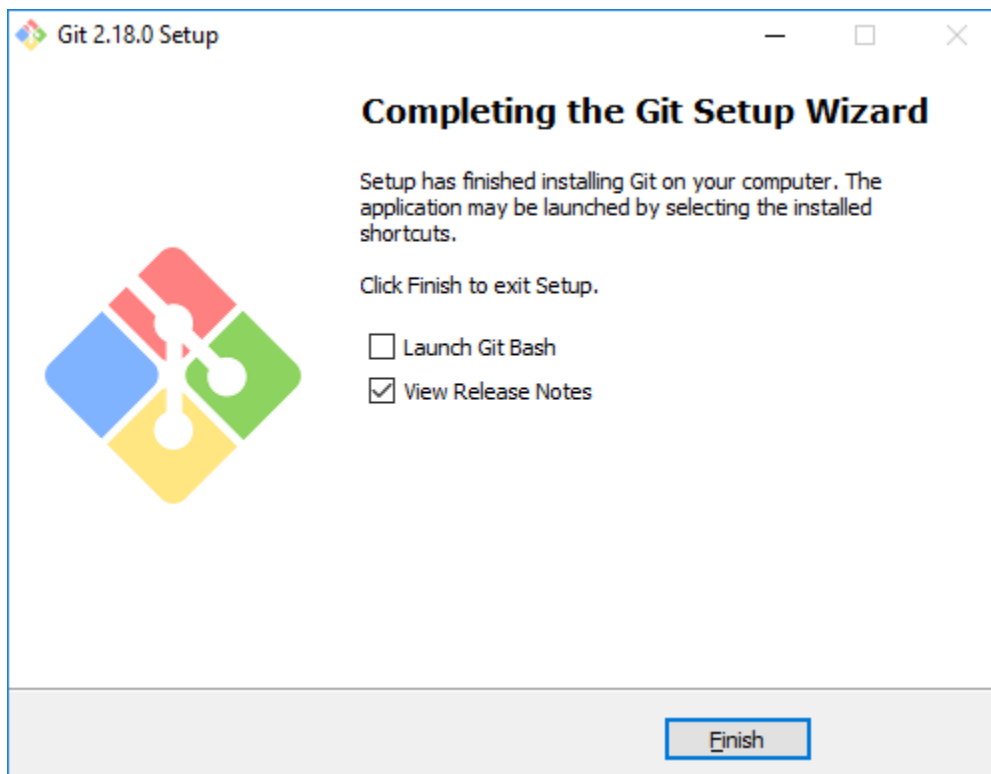 Git 2.18.0 Setup
Completing the Git Setup Wizard
Setup has finished installing Git on your computer. The
application may be launched by selecting the installed
shortcuts.
Click Finish to exit Setup.
Launch Git Bash
View Release Notes
Finish